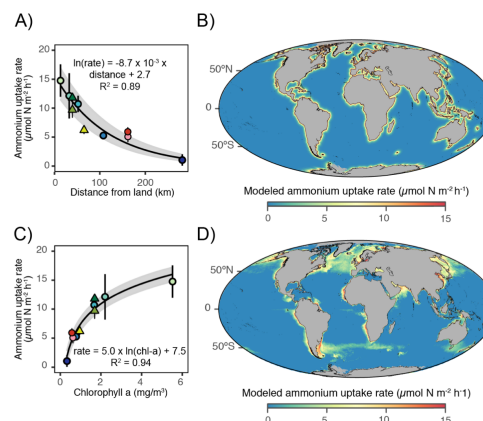 A)
ln(rate) = -8.7 x 10⁻³ x
distance + 2.7
R² = 0.89
Ammonium uptake rate
(µmol N m⁻² h⁻¹)
20
15
10
5
0
0 100 200
Distance from land (km)
B)
50°N
0
50°S
Modeled ammonium uptake rate (µmol N m⁻² h⁻¹)
0 5 10 15
C)
Ammonium uptake rate
(µmol N m⁻² h⁻¹)
20
15
10
5
0
rate = 5.0 x ln(chl-a) + 7.5
R² = 0.94
0 2 4 6
Chlorophyll a (mg/m³)
D)
50°N
0
50°S
Modeled ammonium uptake rate (µmol N m⁻² h⁻¹)
0 5 10 15